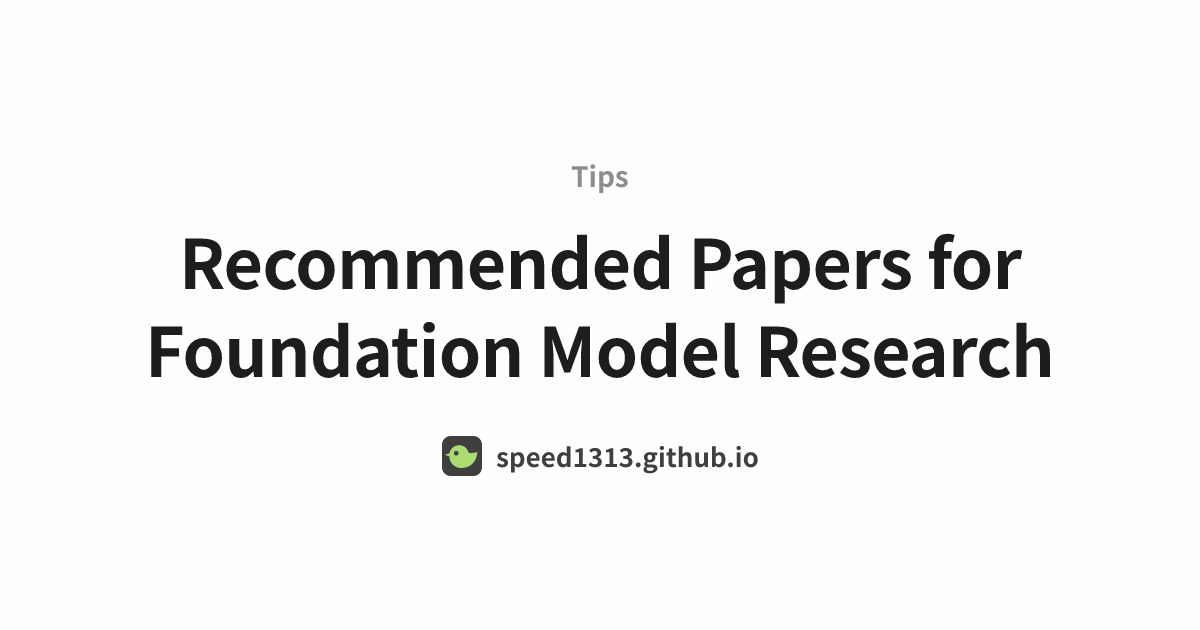 Tips
Recommended Papers for
Foundation Model Research
speed1313.github.io